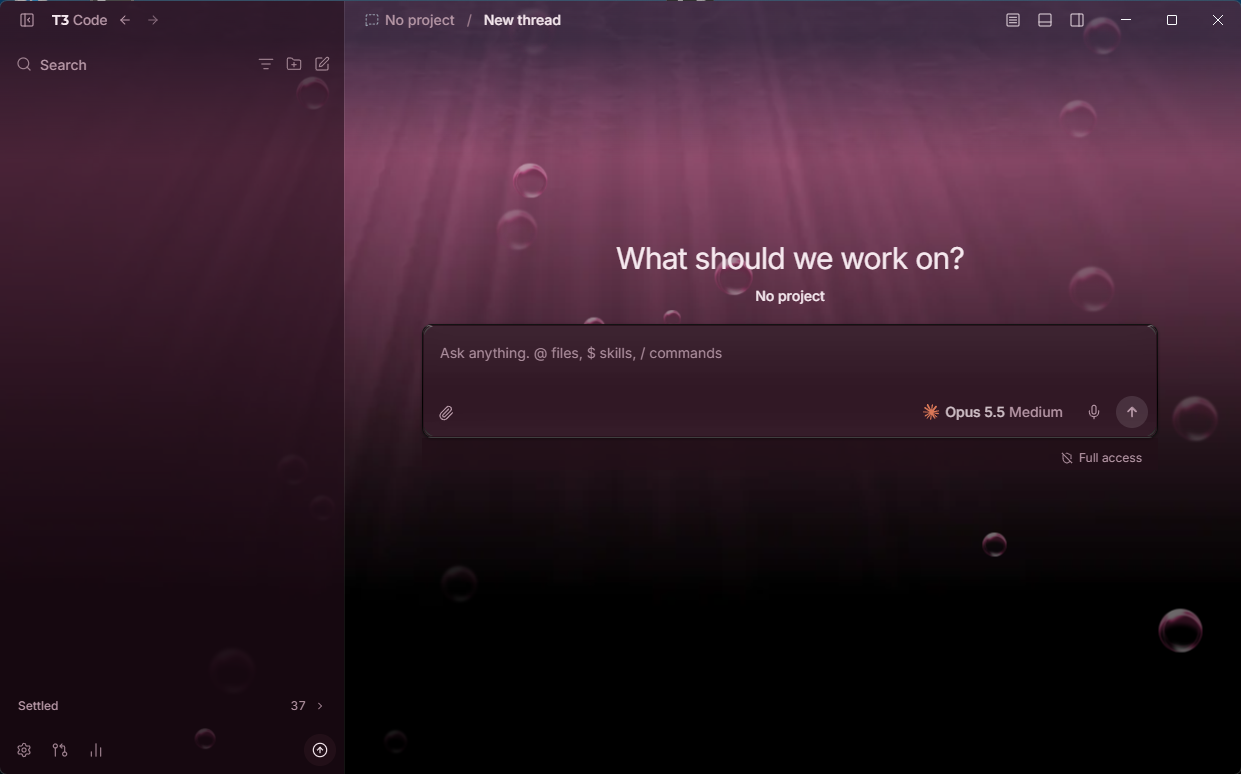 T3 Code
No project / New thread
Search
What should we work on?
No project
Ask anything. @ files, $ skills, / commands
Opus 5.5 Medium
Full access
Settled
37